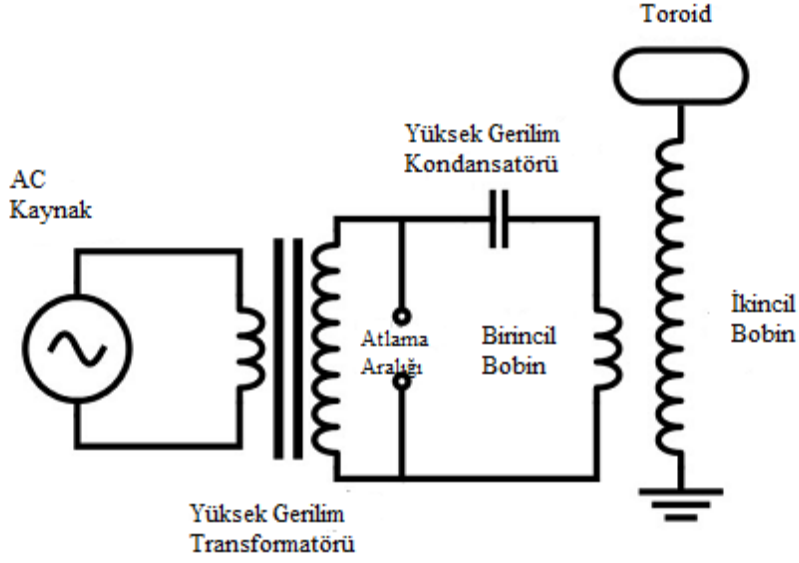 Toroid
Yüksek Gerilim
Kondansatörü
AC
Kaynak
Atlama
Aralığı
Birincil
Bobin
İkincil
Bobin
Yüksek Gerilim
Transformatörü